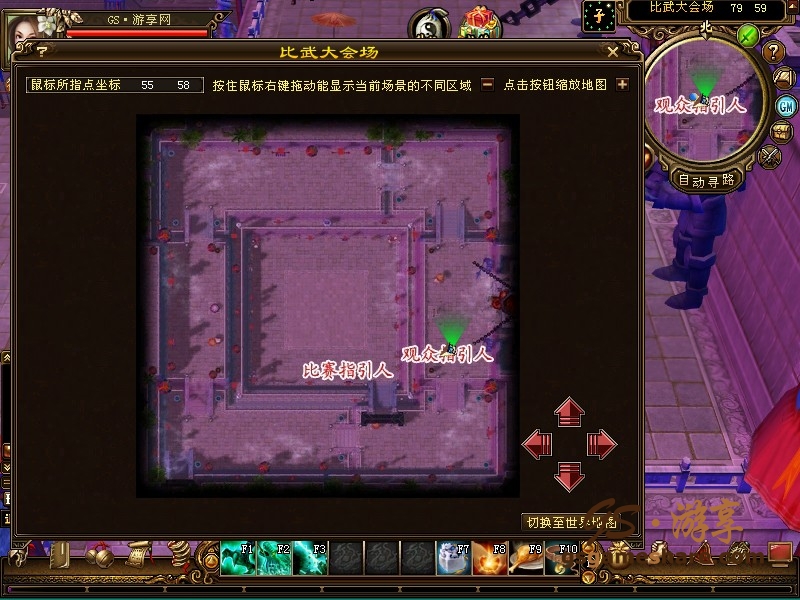 GS·游享网
比武大会场 79 59
北
子
?
比武大会场
鼠标所指点坐标 55 58 按住鼠标右键拖动能显示当前场景的不同区域 点击按钮缩放地图
观众指引人
GM
自动寻路
观众指引人
比赛指引人
切换至世界地图
GS·游享
F1 F2 F3 F7 F8 F9 F10